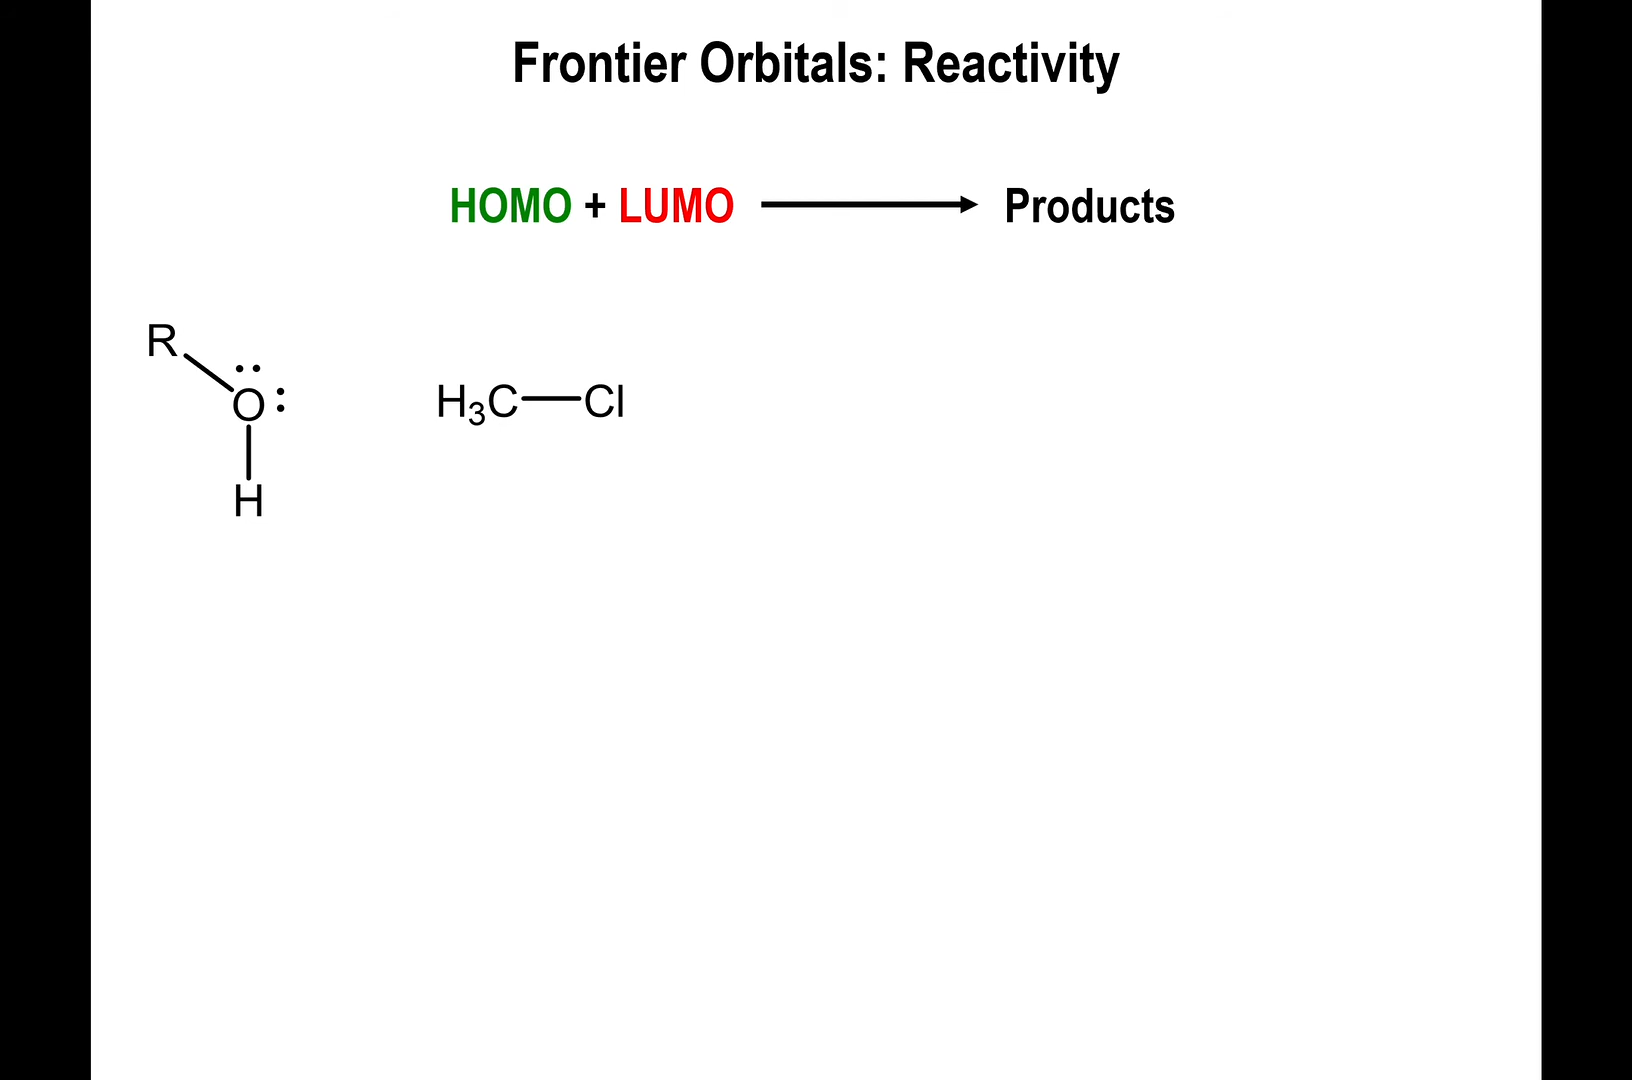 Frontier Orbitals: Reactivity
HOMO + LUMO ⟶ Products
R
O
H
H₃C—Cl